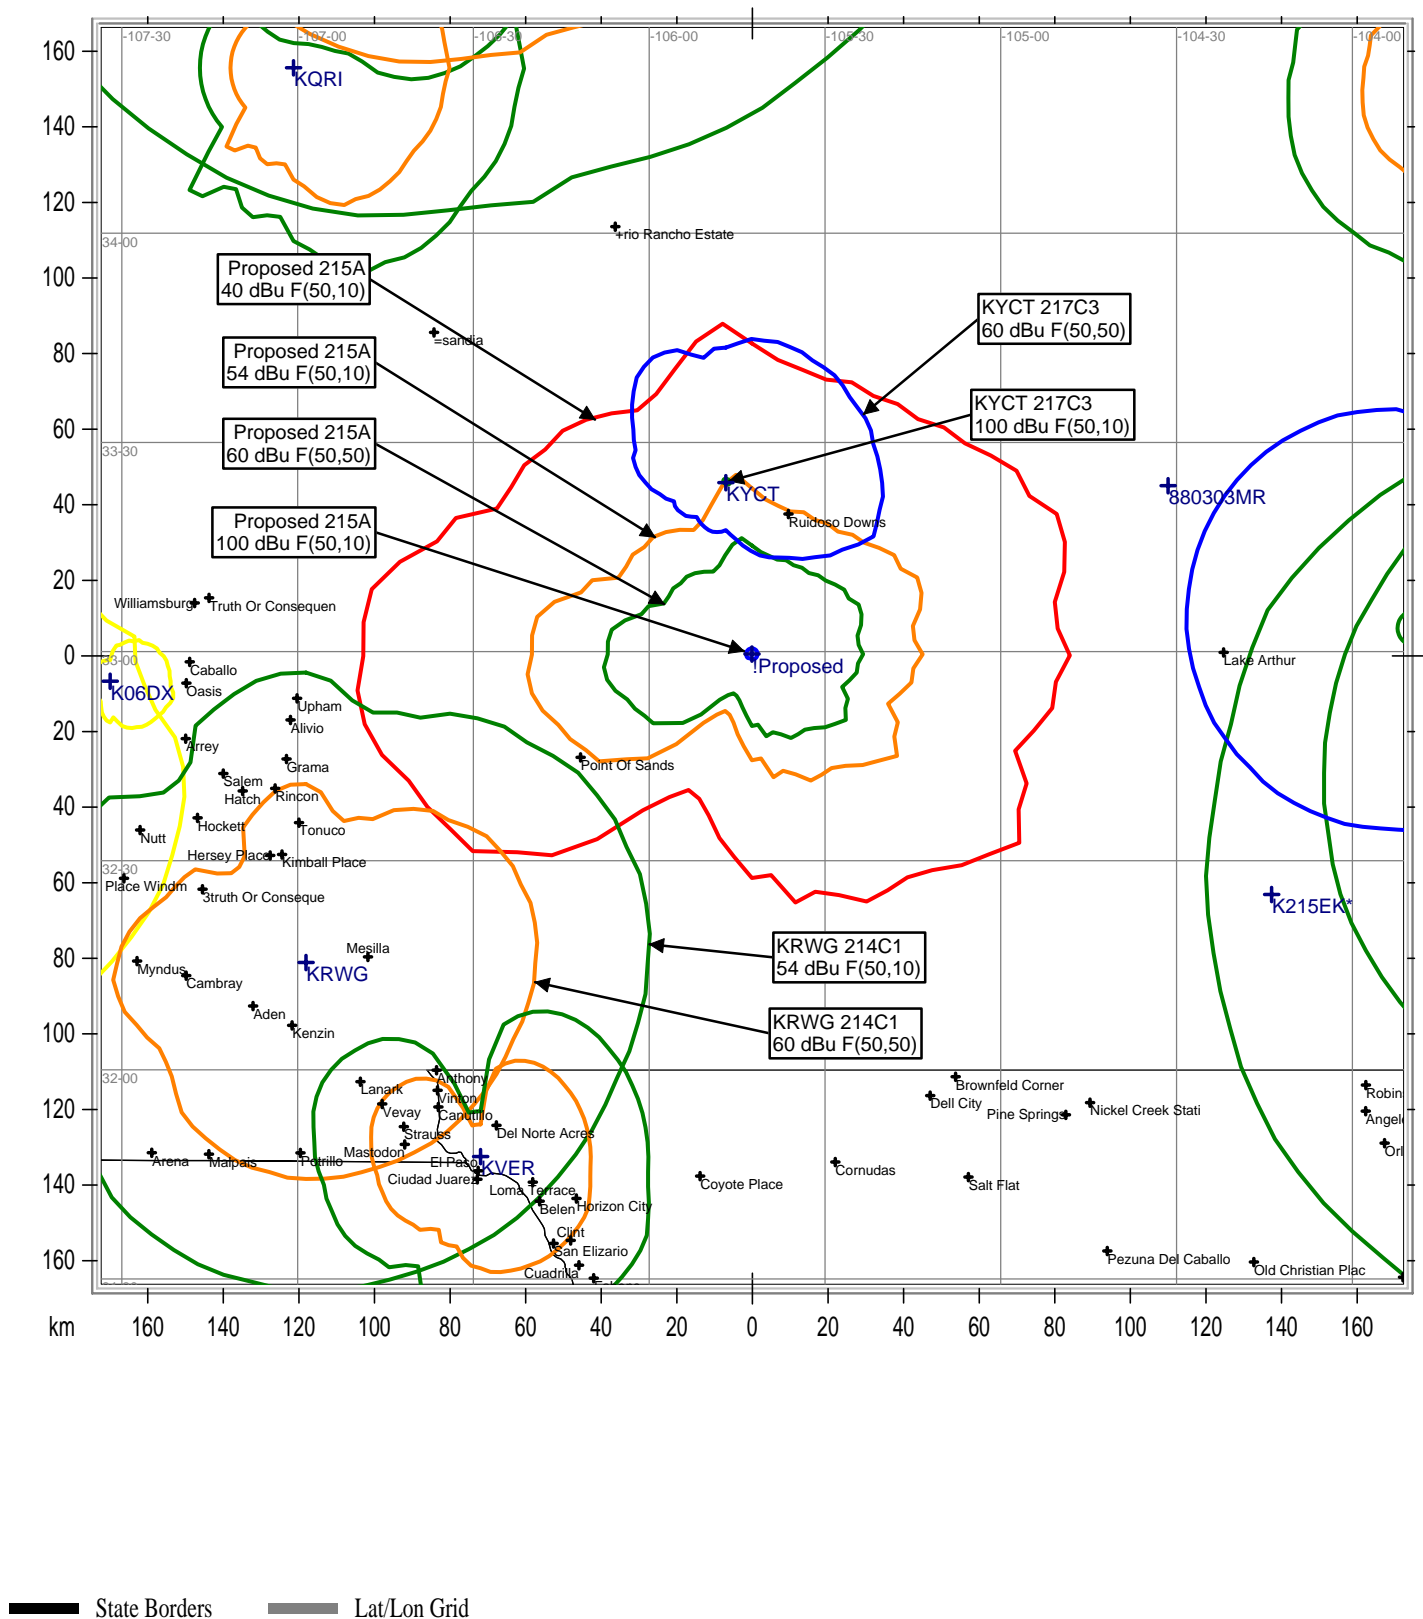 -107-30
-107-00
-106-30
-106-00
-105-30
-105-00
-104-30
-104-00
160
140
120
100
80
60
40
20
0
20
40
60
80
100
120
140
160
KQRI
+rio Rancho Estate
34-00
Proposed 215A
40 dBu F(50,10)
=sandia
KYCT 217C3
60 dBu F(50,50)
Proposed 215A
54 dBu F(50,10)
KYCT 217C3
100 dBu F(50,10)
Proposed 215A
60 dBu F(50,50)
33-30
KYCT
880303MR
Ruidoso Downs
Proposed 215A
100 dBu F(50,10)
Williamsburg
Truth Or Consequen
33-00
!Proposed
Lake Arthur
Caballo
K06DX
Oasis
Upham
Alivio
Arrey
Grama
Point Of Sands
Salem
Hatch
Rincon
Hockett
Tonuco
Nutt
Hersey Place
Kimball Place
32-30
Place Windm
3truth Or Conseque
K215EK*
Mesilla
KRWG 214C1
54 dBu F(50,10)
Myndus
KRWG
Cambray
Aden
Kenzin
KRWG 214C1
60 dBu F(50,50)
32-00
Anthony
Lanark
Vinton
Vevay
Canutillo
Strauss
Del Norte Acres
Mastodon
Brownfeld Corner
Dell City
Pine Springs
Nickel Creek Stati
Robin
Angel
Orl
Arena
Malpais
Potrillo
El Paso
KVER
Ciudad Juarez
Loma Terrace
Belen
Horizon City
Coyote Place
Cornudas
Salt Flat
Clint
San Elizario
Cuadrilla
Pezuna Del Caballo
Old Christian Plac
km
160
140
120
100
80
60
40
20
0
20
40
60
80
100
120
140
160
State Borders
Lat/Lon Grid